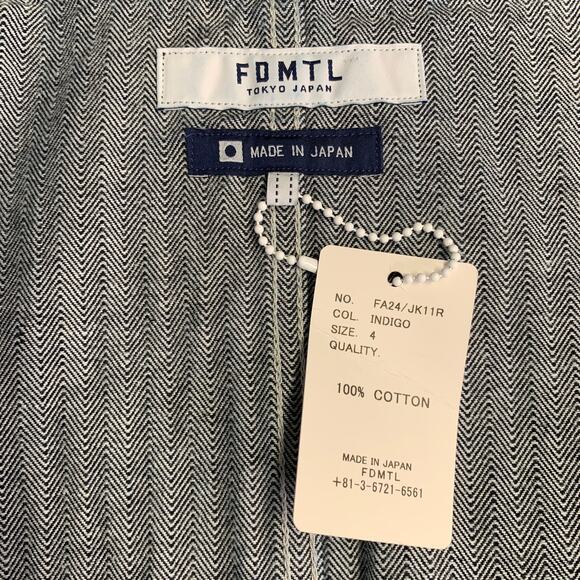 FDMTL
TOKYO JAPAN
MADE IN JAPAN
NO. FA24/JK11R
COL. INDIGO
SIZE. 4
QUALITY.
100% COTTON
MADE IN JAPAN
FDMTL
+81-3-6721-6561